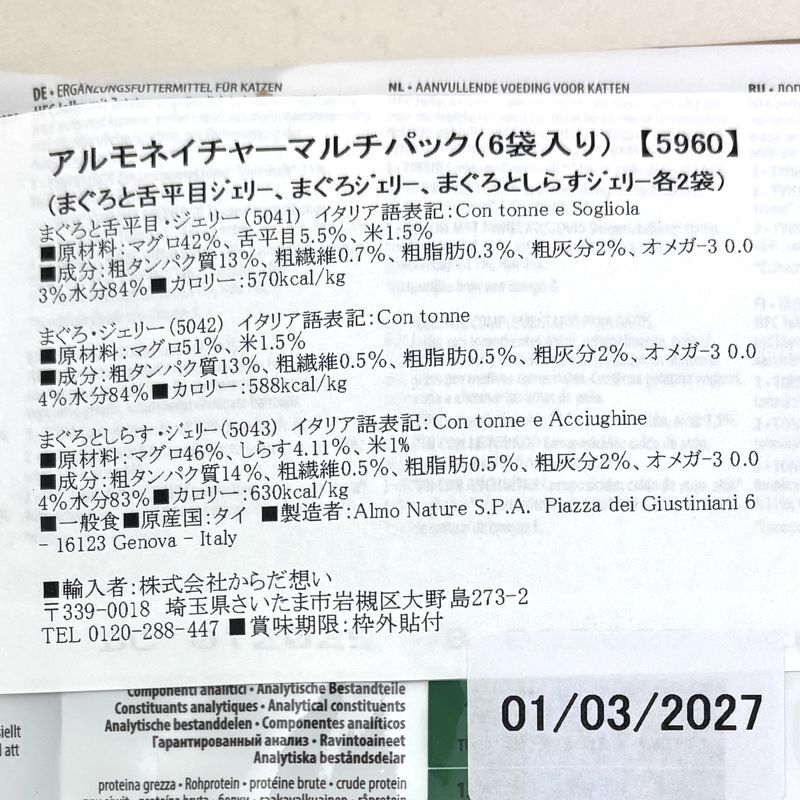 DE • ERGÄNZUNGSFUTTERMITTEL FÜR KATZEN
NL • AANVULLENDE VOEDING VOOR KATTEN
RU •
アルモネイチャーマルチパック(6袋入り) 【5960】
(まぐろと舌平目ジェリー、まぐろジェリー、まぐろとしらすジェリー各2袋)
まぐろと舌平目・ジェリー(5041) イタリア語表記:Con tonne e Sogliola
■原材料:マグロ42%、舌平目5.5%、米1.5%
■成分:粗タンパク質13%、粗繊維0.7%、粗脂肪0.3%、粗灰分2%、オメガ-3 0.0
3%水分84%■カロリー:570kcal/kg
まぐろ・ジェリー(5042) イタリア語表記:Con tonne
■原材料:マグロ51%、米1.5%
■成分:粗タンパク質13%、粗繊維0.5%、粗脂肪0.5%、粗灰分2%、オメガ-3 0.0
4%水分84%■カロリー:588kcal/kg
まぐろとしらす・ジェリー(5043) イタリア語表記:Con tonne e Acciughine
■原材料:マグロ46%、しらす4.11%、米1%
■成分:粗タンパク質14%、粗繊維0.5%、粗脂肪0.5%、粗灰分2%、オメガ-3 0.0
4%水分83%■カロリー:630kcal/kg
■一般食■原産国:タイ ■製造者:Almo Nature S.P.A. Piazza dei Giustiniani 6
- 16123 Genova - Italy
■輸入者:株式会社からだ想い
〒339-0018 埼玉県さいたま市岩槻区大野島273-2
TEL 0120-288-447 ■賞味期限:枠外貼付
01/03/2027
Componenti analitici • Analytische Bestandteile
Constituants analytiques • Analytical constituents
Analytische bestanddelen • Componentes analíticos
Гарантированный анализ • Ravintoaineet
Analytiska beståndsdelar
proteina grezza • Rohprotein • protéine brute • crude protein